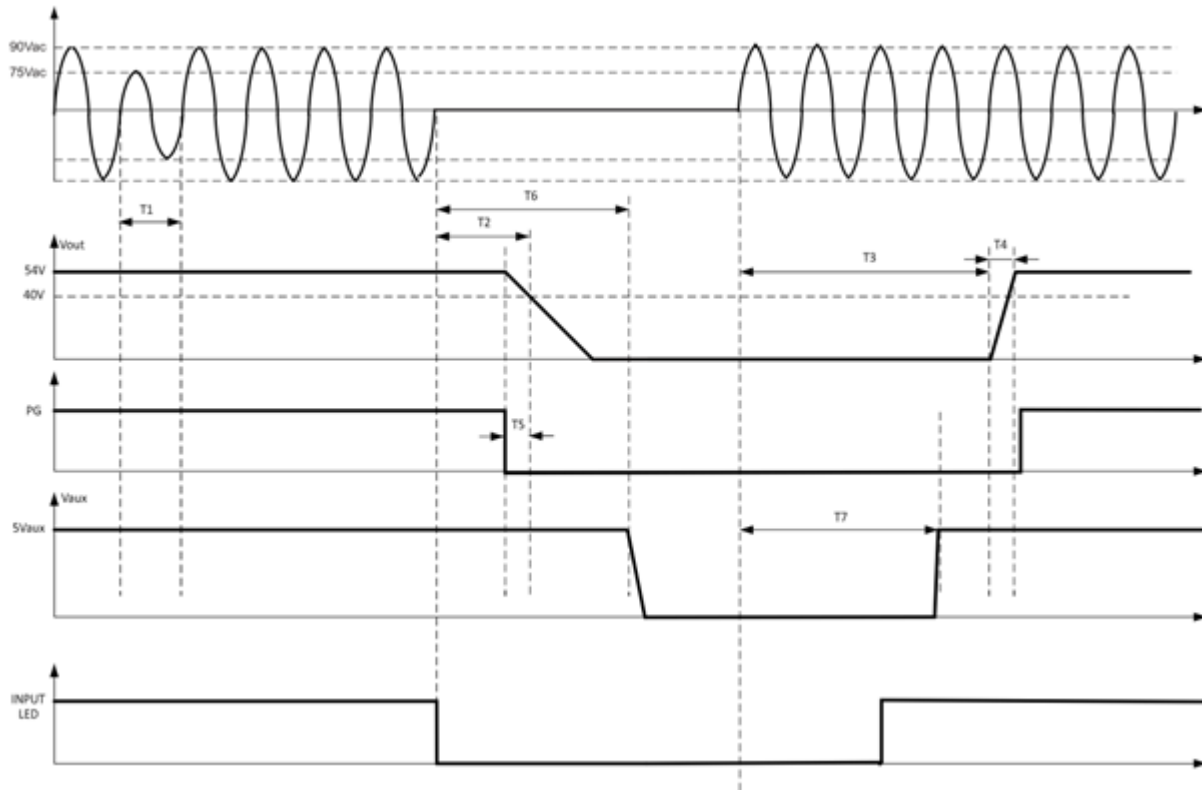 90Vac
75Vac
T1
T6
T2
Vout
54V
40V
T3
T4
PG
T5
Vaux
5Vaux
T7
INPUT
LED